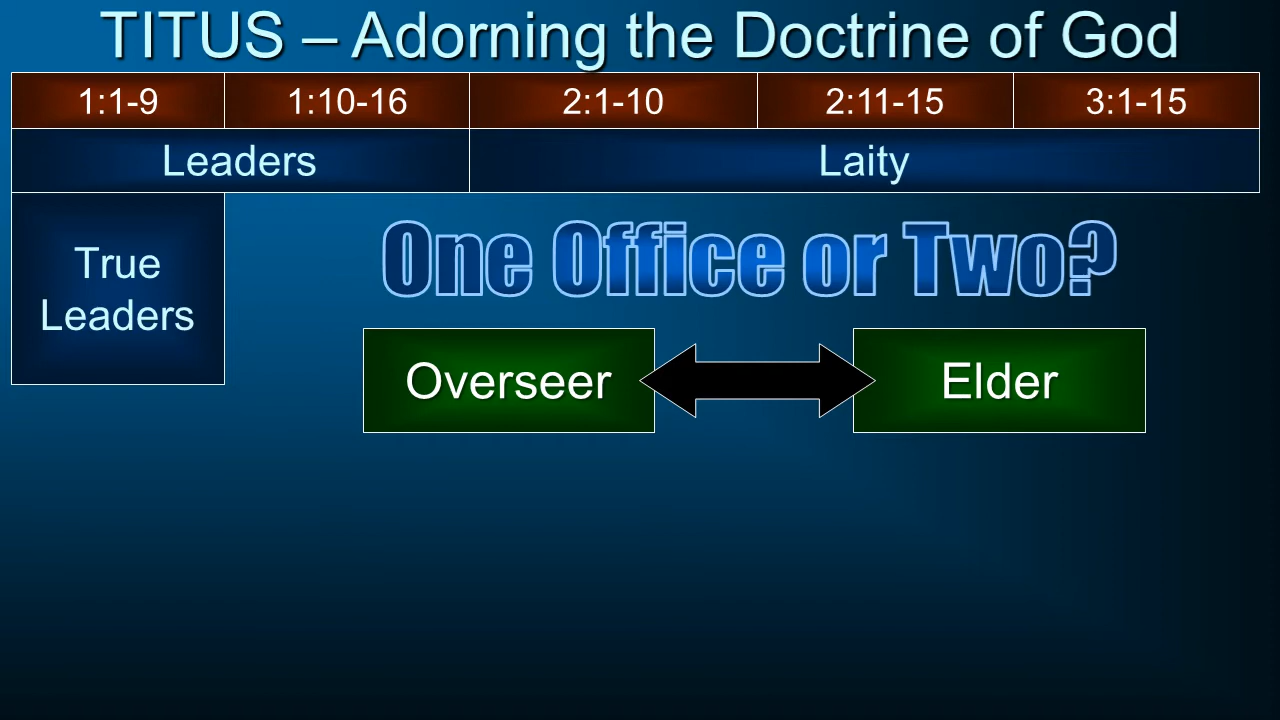 TITUS – Adorning the Doctrine of God
1:1-9 1:10-16 2:1-10 2:11-15 3:1-15
Leaders Laity
True
Leaders
One Office or Two?
Overseer Elder